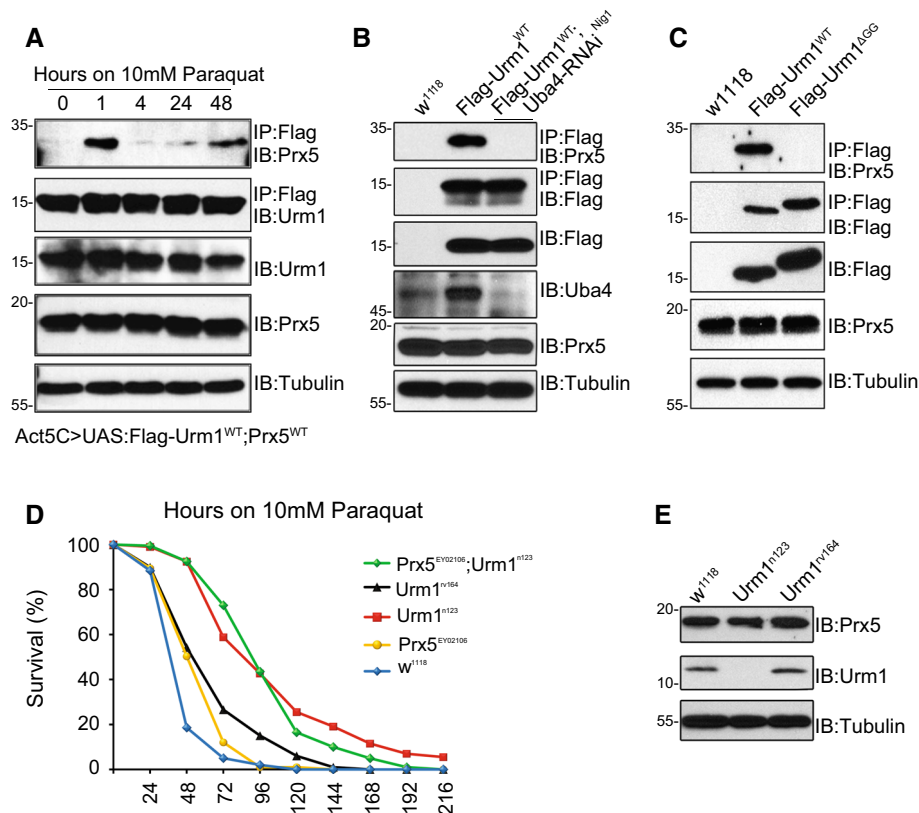 A
Hours on 10mM Paraquat
0 1 4 24 48
35-
IP:Flag
IB:Prx5
15-
IP:Flag
IB:Urm1
15-
IB:Urm1
20-
IB:Prx5
55-
IB:Tubulin
Act5C>UAS:Flag-Urm1WT;Prx5WT
B
w1118
Flag-Urm1WT
Flag-Urm1WT;
Uba4-RNAiNig1
35-
IP:Flag
IB:Prx5
15-
IP:Flag
IB:Flag
15-
IB:Flag
45-
IB:Uba4
20-
IB:Prx5
55-
IB:Tubulin
C
w1118
Flag-Urm1WT
Flag-Urm1ΔGG
35-
IP:Flag
IB:Prx5
15-
IP:Flag
IB:Flag
15-
IB:Flag
20-
IB:Prx5
55-
IB:Tubulin
D
Hours on 10mM Paraquat
Survival (%)
100
80
60
40
20
0
24 48 72 96 120 144 168 192 216
Prx5EY02106;Urm1n123
Urm1rv164
Urm1n123
Prx5EY02106
w1118
E
w1118
Urm1n123
Urm1rv164
20-
IB:Prx5
10-
IB:Urm1
55-
IB:Tubulin